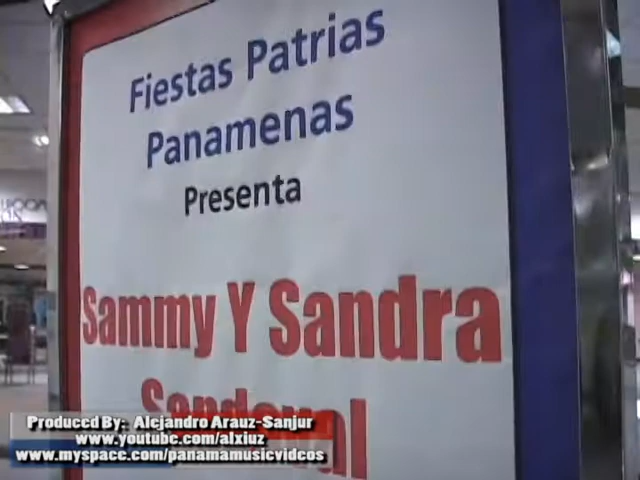 Fiestas Patrias
Panamenas
Presenta
Sammy Y Sandra
Sandoval
Produced By: Alejandro Arauz-Sanjur
www.youtube.com/alxiuz
www.myspace.com/panamamusicvideos